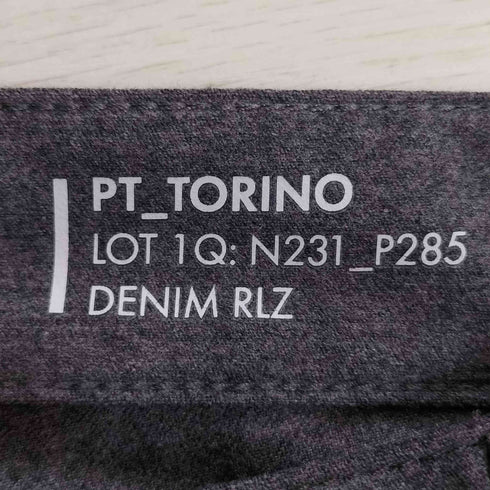 PT_TORINO
LOT 1Q: N231_P285
DENIM RLZ